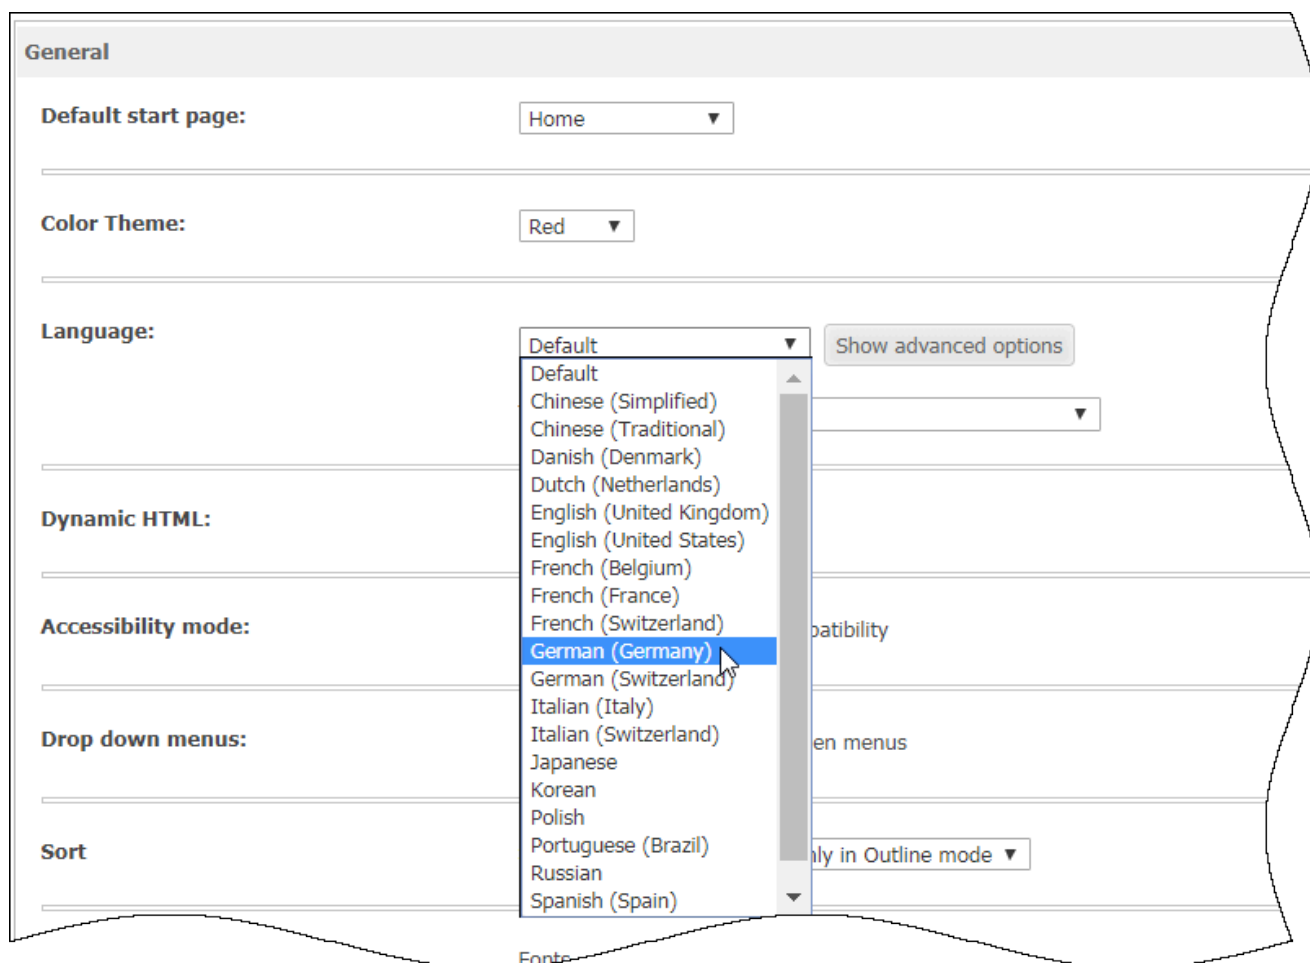 General
Default start page:
Home
Color Theme:
Red
Language:
Default
Show advanced options
Default
Chinese (Simplified)
Chinese (Traditional)
Danish (Denmark)
Dutch (Netherlands)
English (United Kingdom)
English (United States)
French (Belgium)
French (France)
French (Switzerland)
German (Germany)
German (Switzerland)
Italian (Italy)
Italian (Switzerland)
Japanese
Korean
Polish
Portuguese (Brazil)
Russian
Spanish (Spain)
Dynamic HTML:
Accessibility mode:
patibility
Drop down menus:
en menus
Sort
nly in Outline mode
Fonts